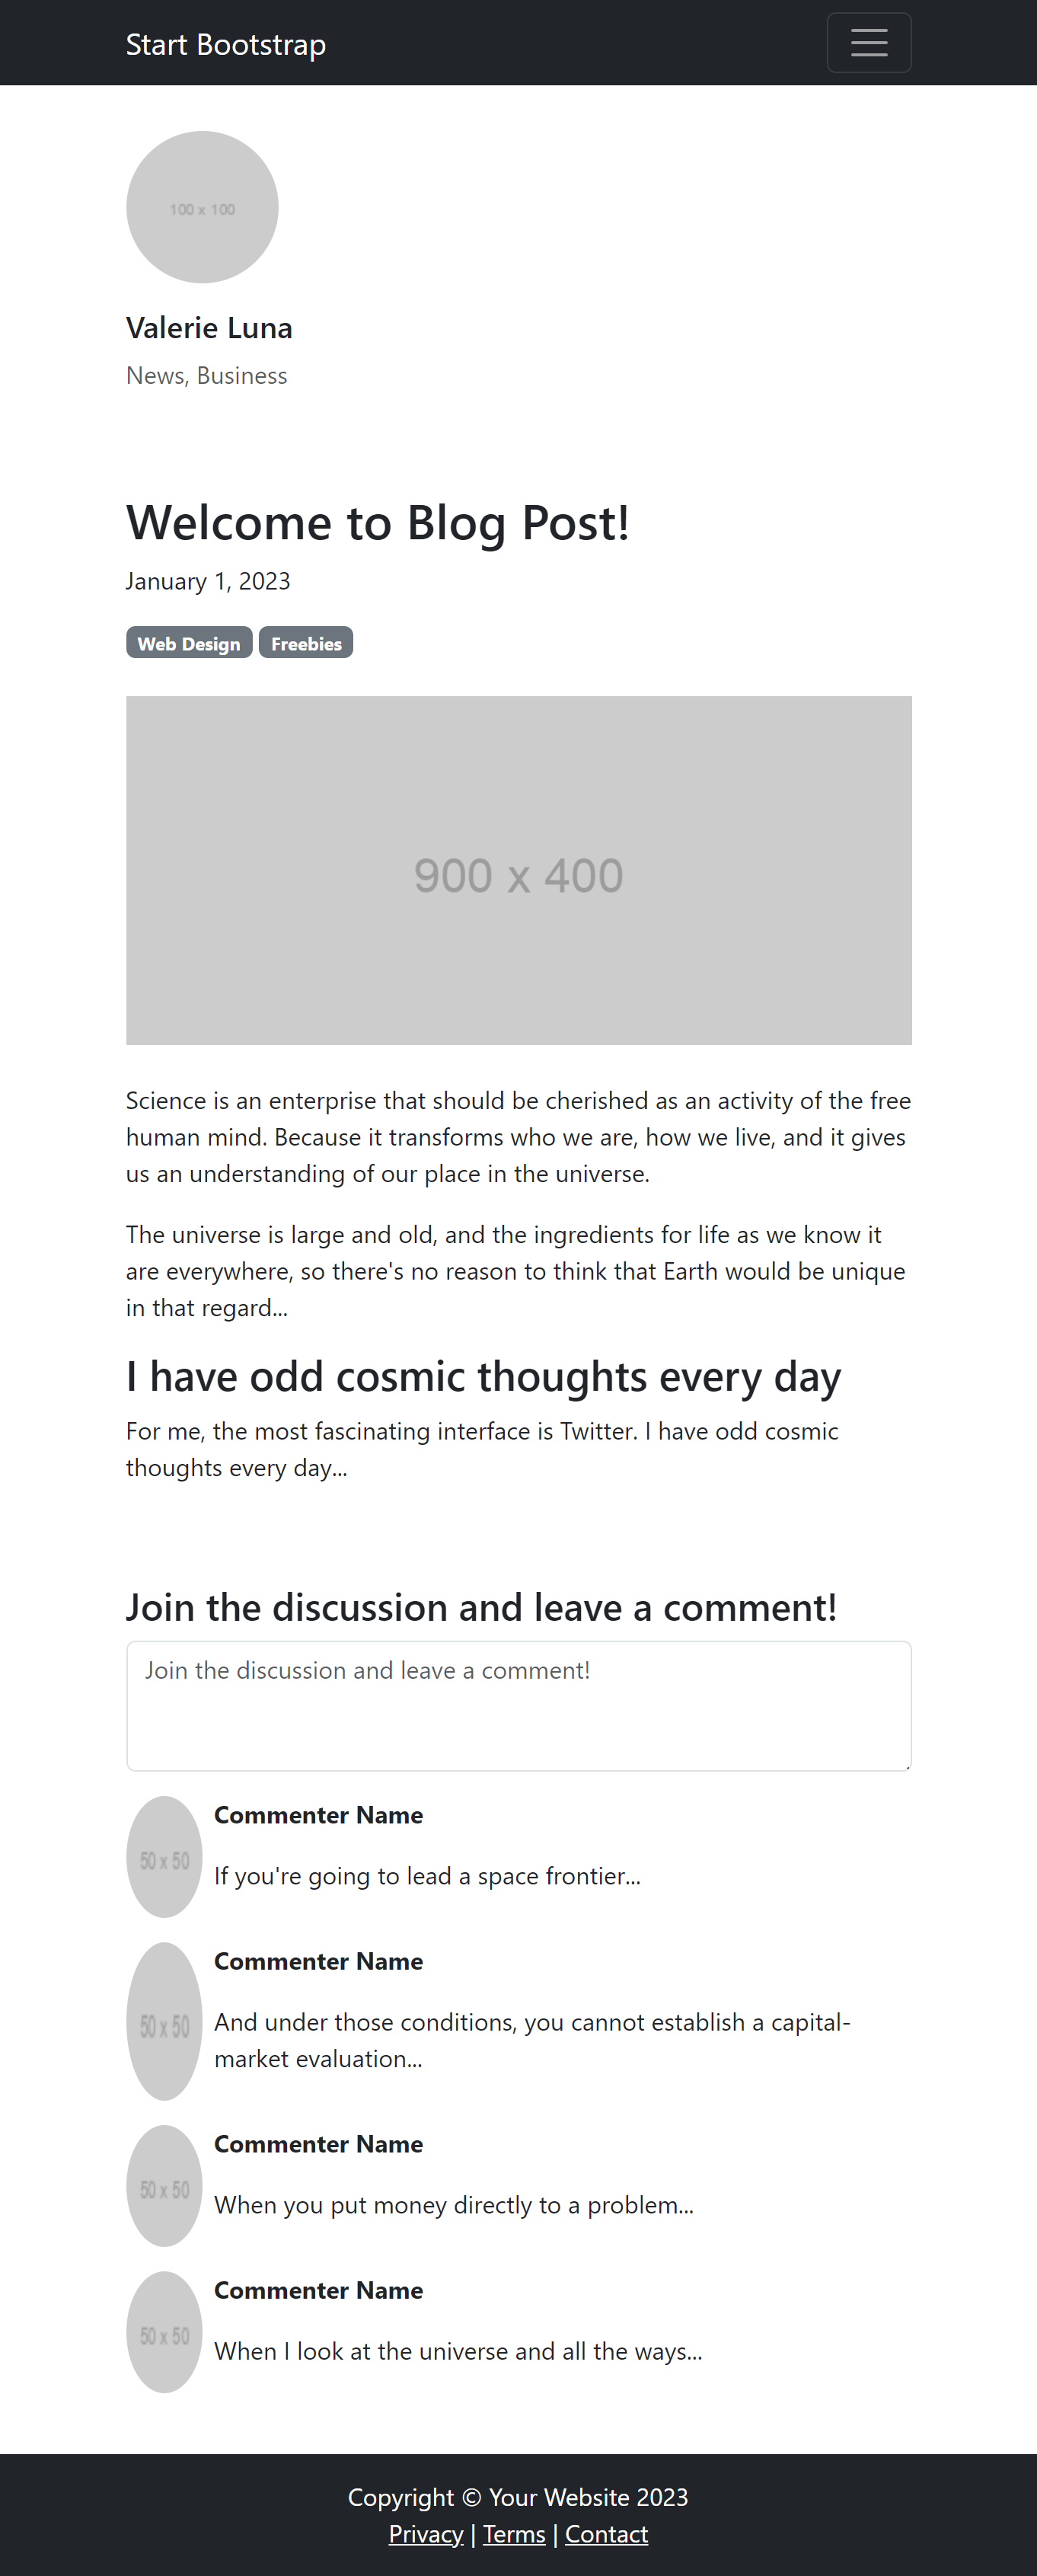 Start Bootstrap
100 x 100
Valerie Luna
News, Business
Welcome to Blog Post!
January 1, 2023
Web Design Freebies
900 x 400
Science is an enterprise that should be cherished as an activity of the free
human mind. Because it transforms who we are, how we live, and it gives
us an understanding of our place in the universe.
The universe is large and old, and the ingredients for life as we know it
are everywhere, so there's no reason to think that Earth would be unique
in that regard...
I have odd cosmic thoughts every day
For me, the most fascinating interface is Twitter. I have odd cosmic
thoughts every day...
Join the discussion and leave a comment!
Join the discussion and leave a comment!
Commenter Name
50 x 50
If you're going to lead a space frontier...
Commenter Name
50 x 50
And under those conditions, you cannot establish a capital-
market evaluation...
Commenter Name
50 x 50
When you put money directly to a problem...
Commenter Name
50 x 50
When I look at the universe and all the ways...
Copyright © Your Website 2023
Privacy | Terms | Contact